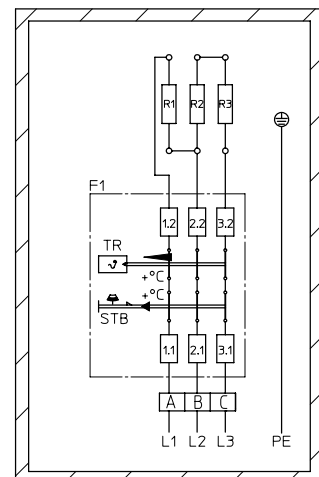 R1 R2 R3
F1
1.2 2.2 3.2
TR
+°C
+°C
STB
1.1 2.1 3.1
A B C
L1 L2 L3 PE